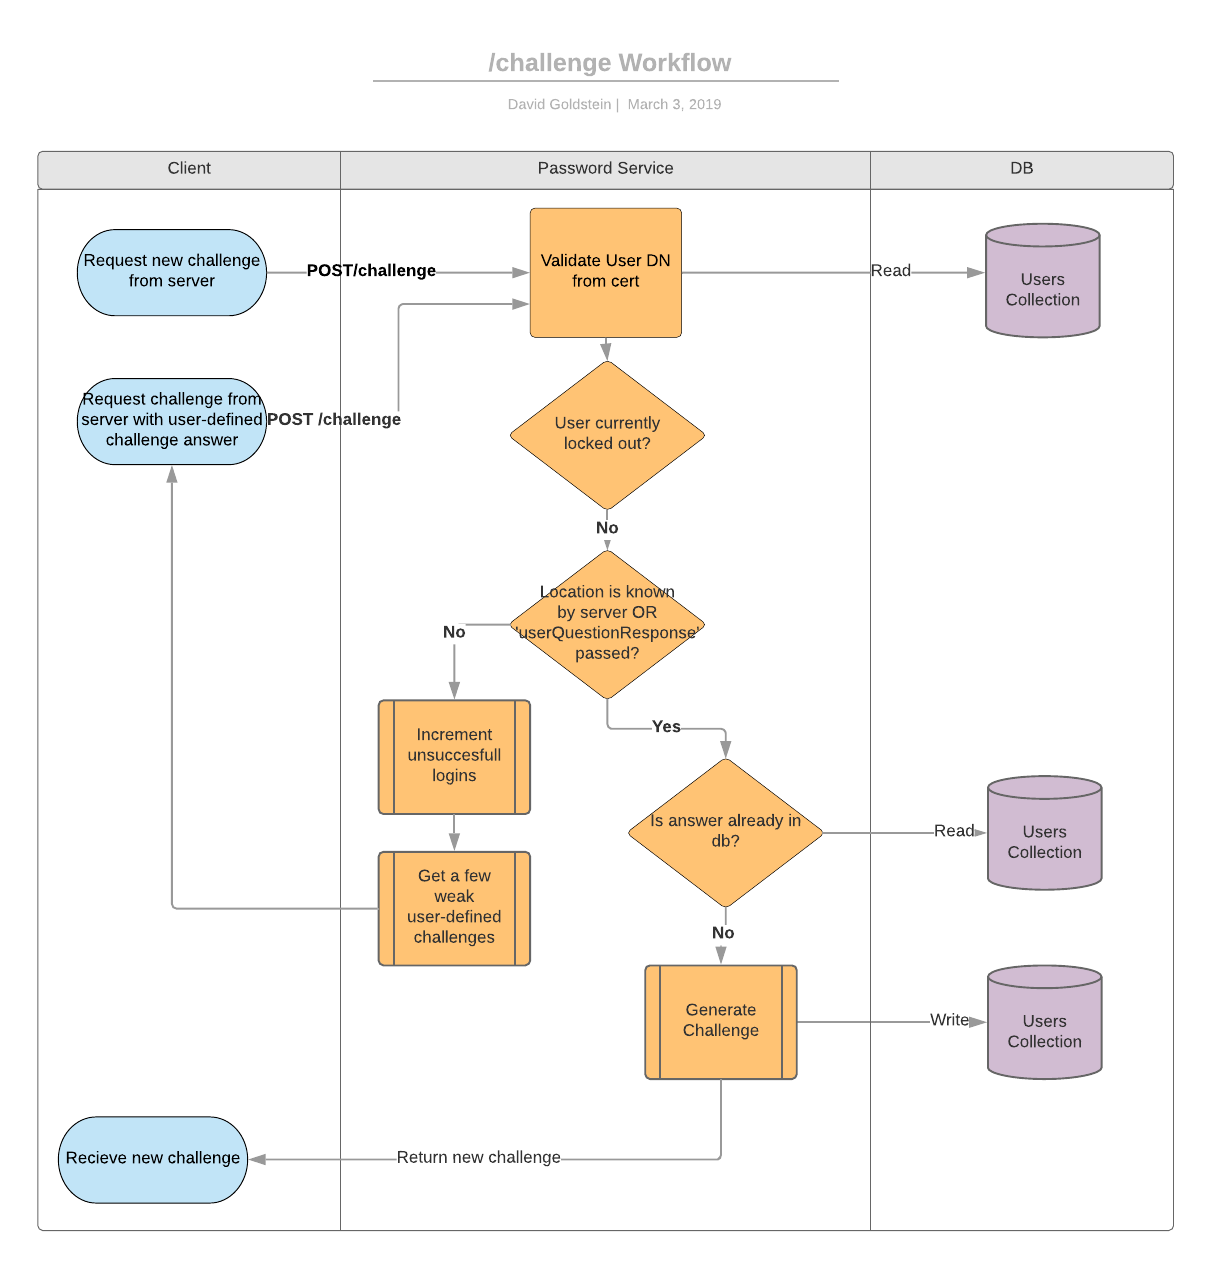 /challenge Workflow
David Goldstein | March 3, 2019
Client
Password Service
DB
Request new challenge
from server
POST/challenge
Validate User DN
from cert
Read
Users
Collection
Request challenge from
server with user-defined
challenge answer
POST /challenge
User currently
locked out?
No
Location is known
by server OR
'userQuestionResponse'
passed?
No
Yes
Increment
unsuccesfull
logins
Is answer already in
db?
Read
Users
Collection
Get a few
weak
user-defined
challenges
No
Generate
Challenge
Write
Users
Collection
Recieve new challenge
Return new challenge